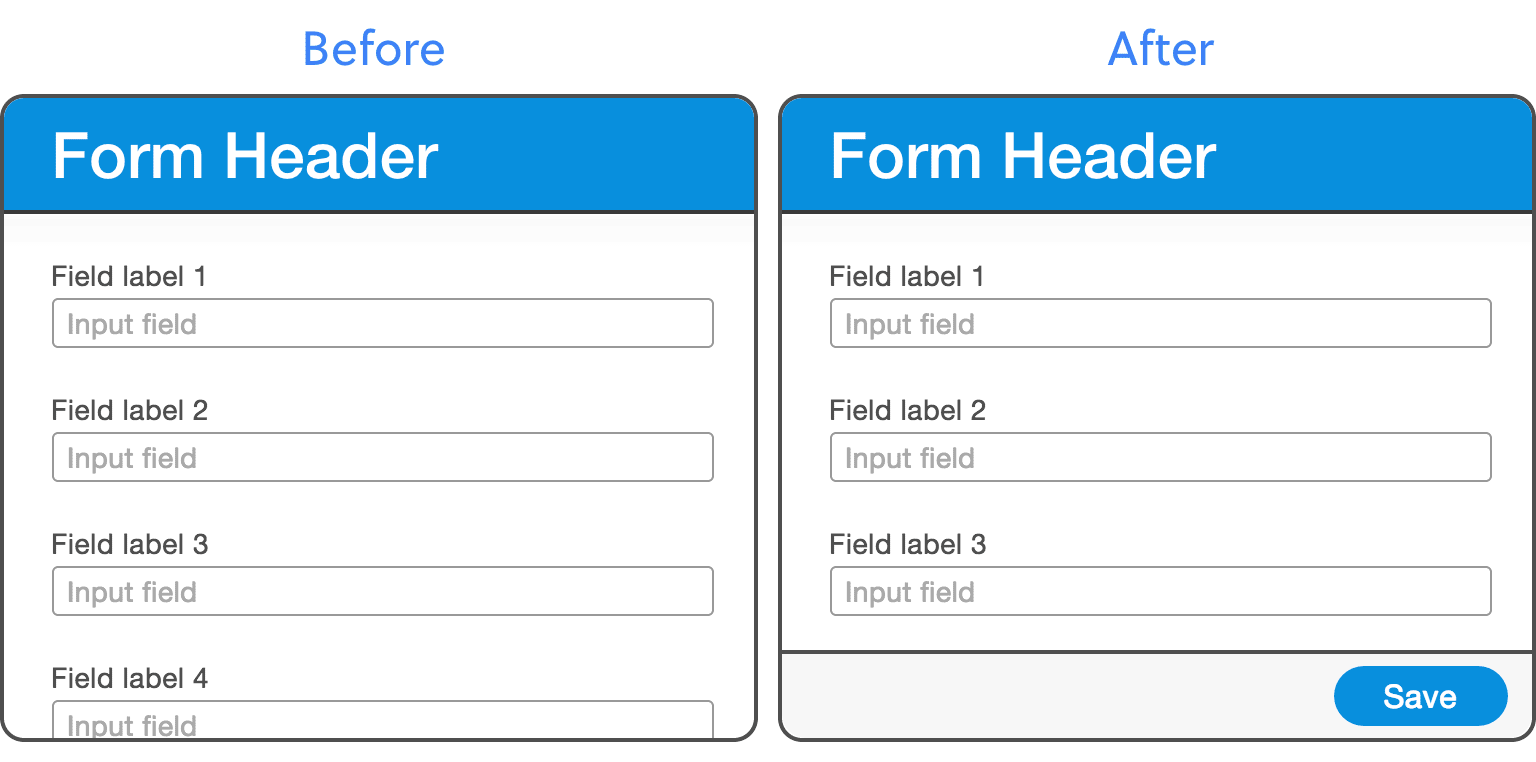 Before
Form Header
Field label 1
Input field
Field label 2
Input field
Field label 3
Input field
Field label 4
Input field
After
Form Header
Field label 1
Input field
Field label 2
Input field
Field label 3
Input field
Save